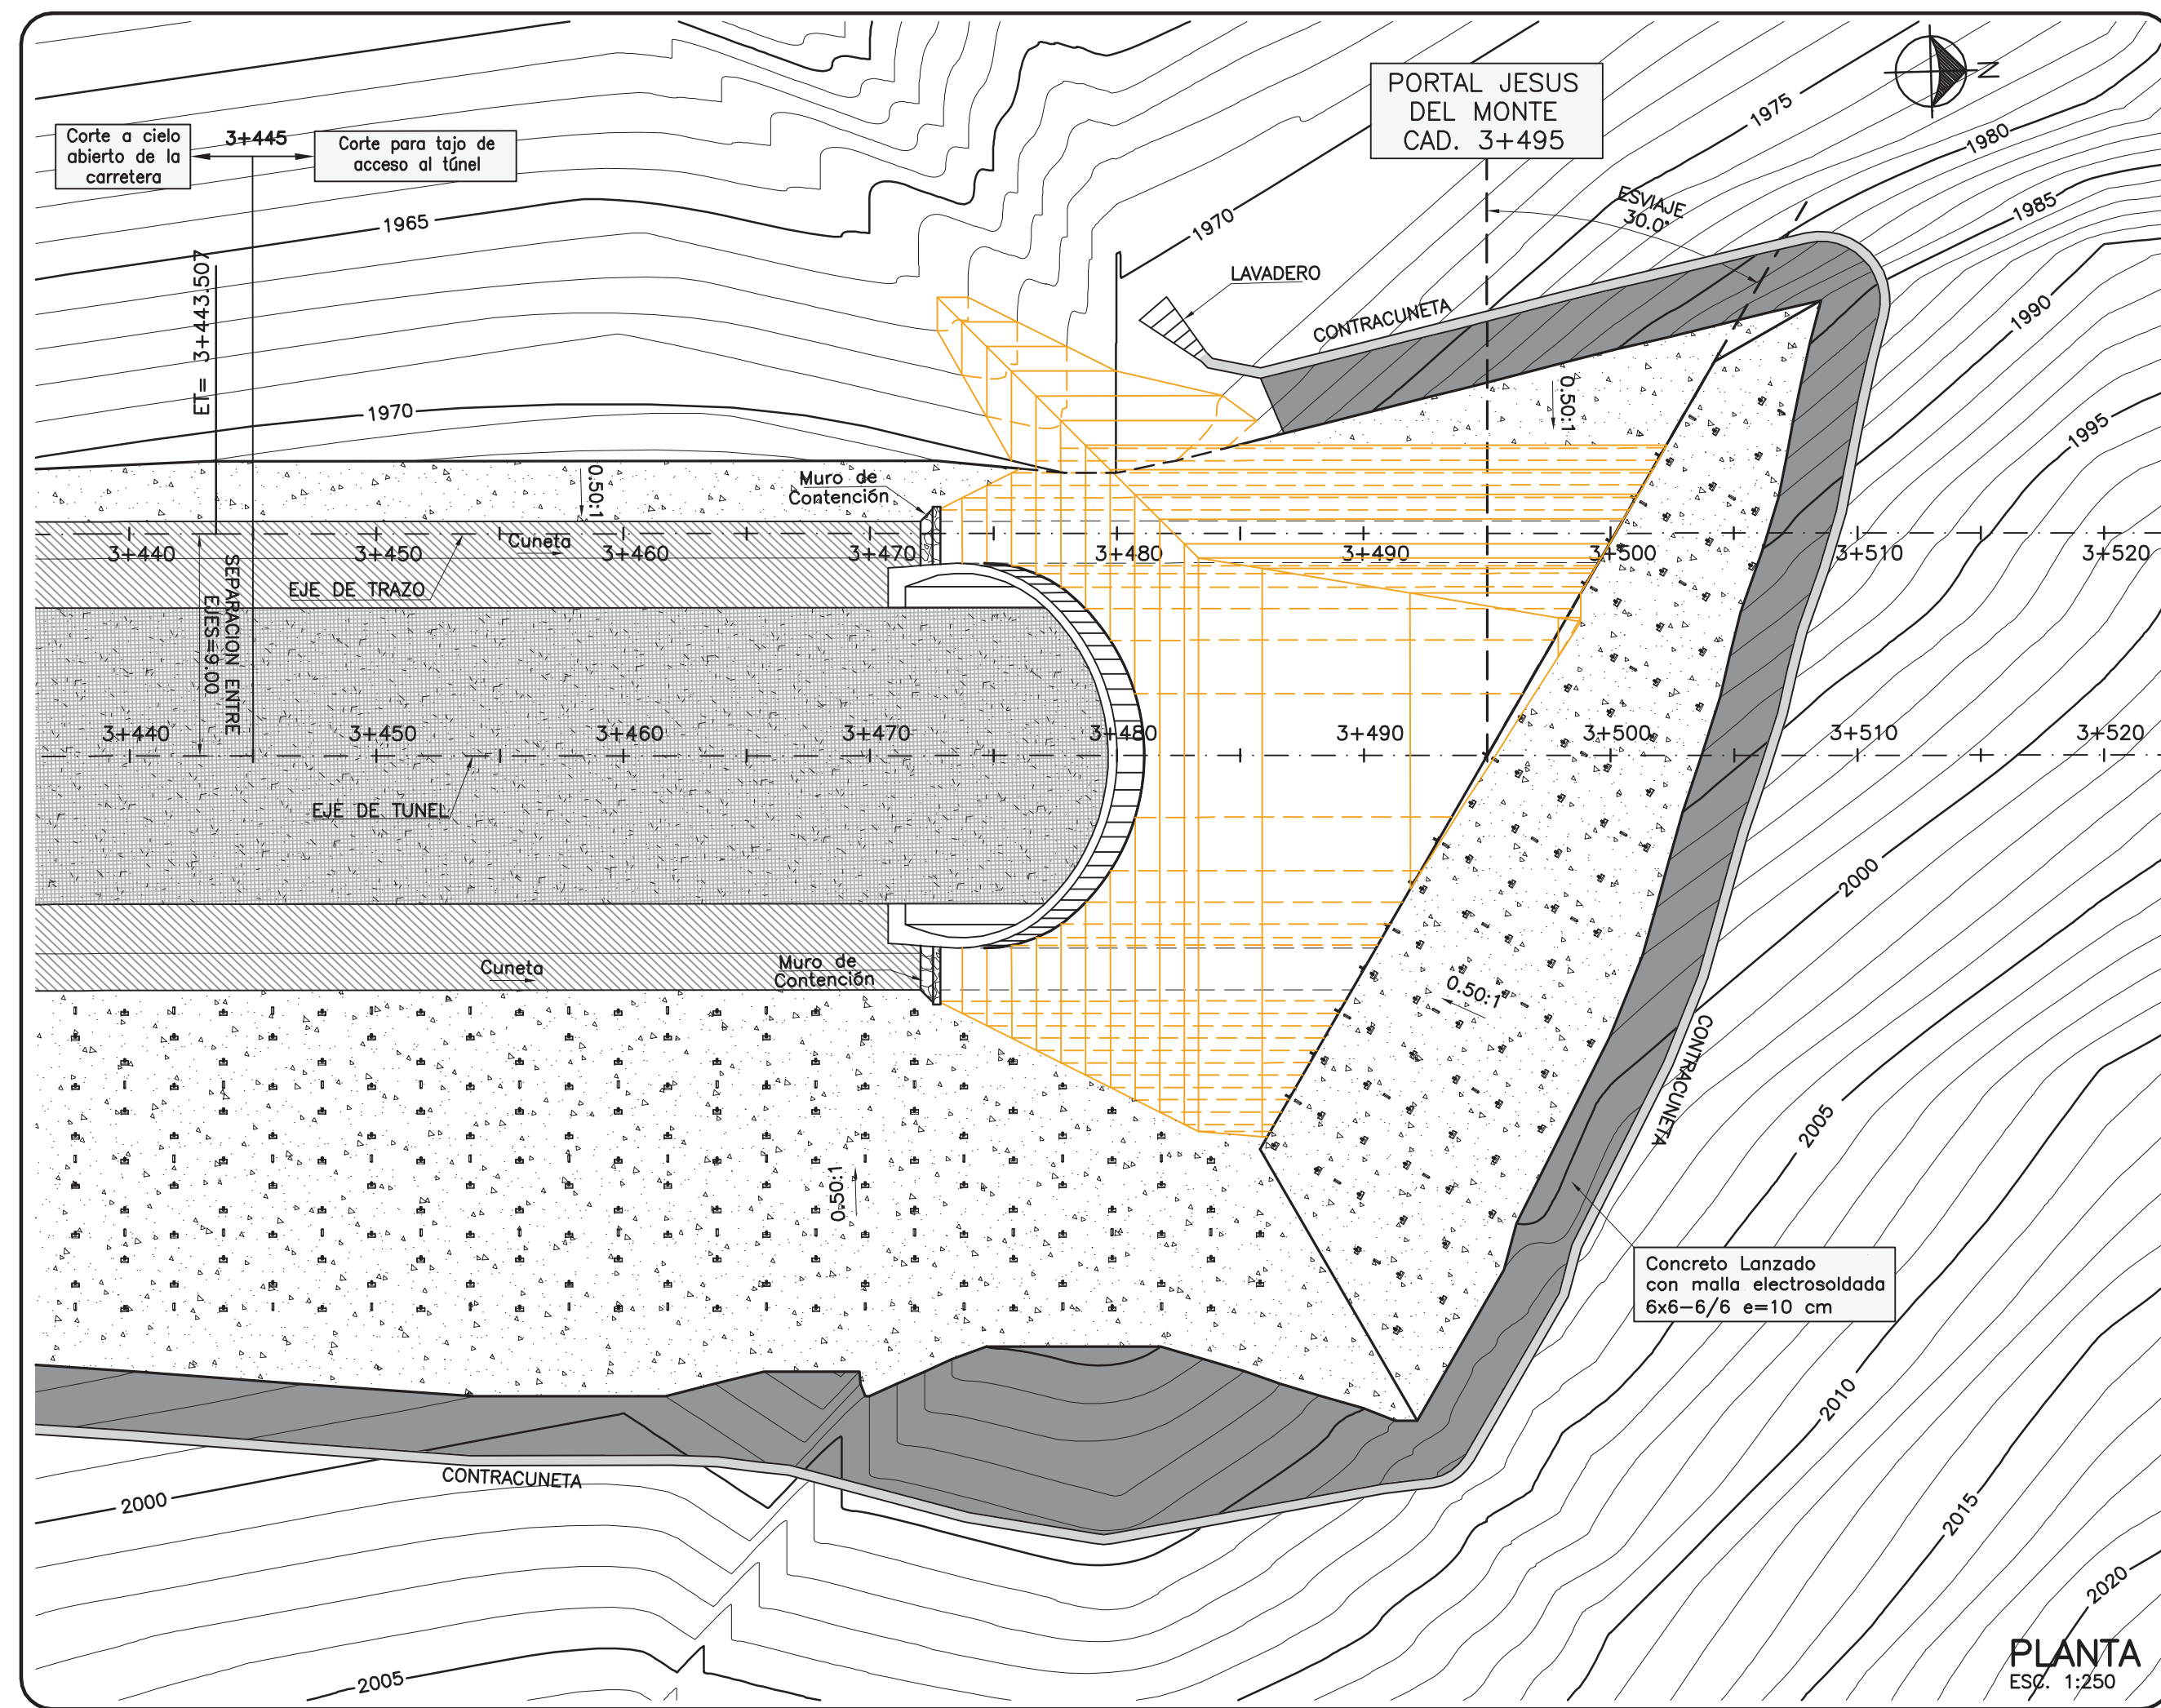 PORTAL JESUS
DEL MONTE
CAD. 3+495
N
Corte a cielo
abierto de la
carretera
3+445
Corte para tajo de
acceso al túnel
1975
1980
1985
1990
1995
1965
1970
1970
ESVIAJE
30.0°
LAVADERO
CONTRACUNETA
ET= 3+443.507
0.50:1
0.50:1
Muro de
Contención
Cuneta
3+440
3+450
3+460
3+470
3+480
3+490
3+500
3+510
3+520
EJE DE TRAZO
SEPARACION ENTRE
EJES=9.00
3+440
3+450
3+460
3+470
3+480
3+490
3+500
3+510
3+520
EJE DE TUNEL
Cuneta
Muro de
Contención
0.50:1
0.50:1
CONTRACUNETA
2000
2005
2010
2015
2020
Concreto Lanzado
con malla electrosoldada
6x6-6/6 e=10 cm
CONTRACUNETA
2000
2005
PLANTA
ESC. 1:250